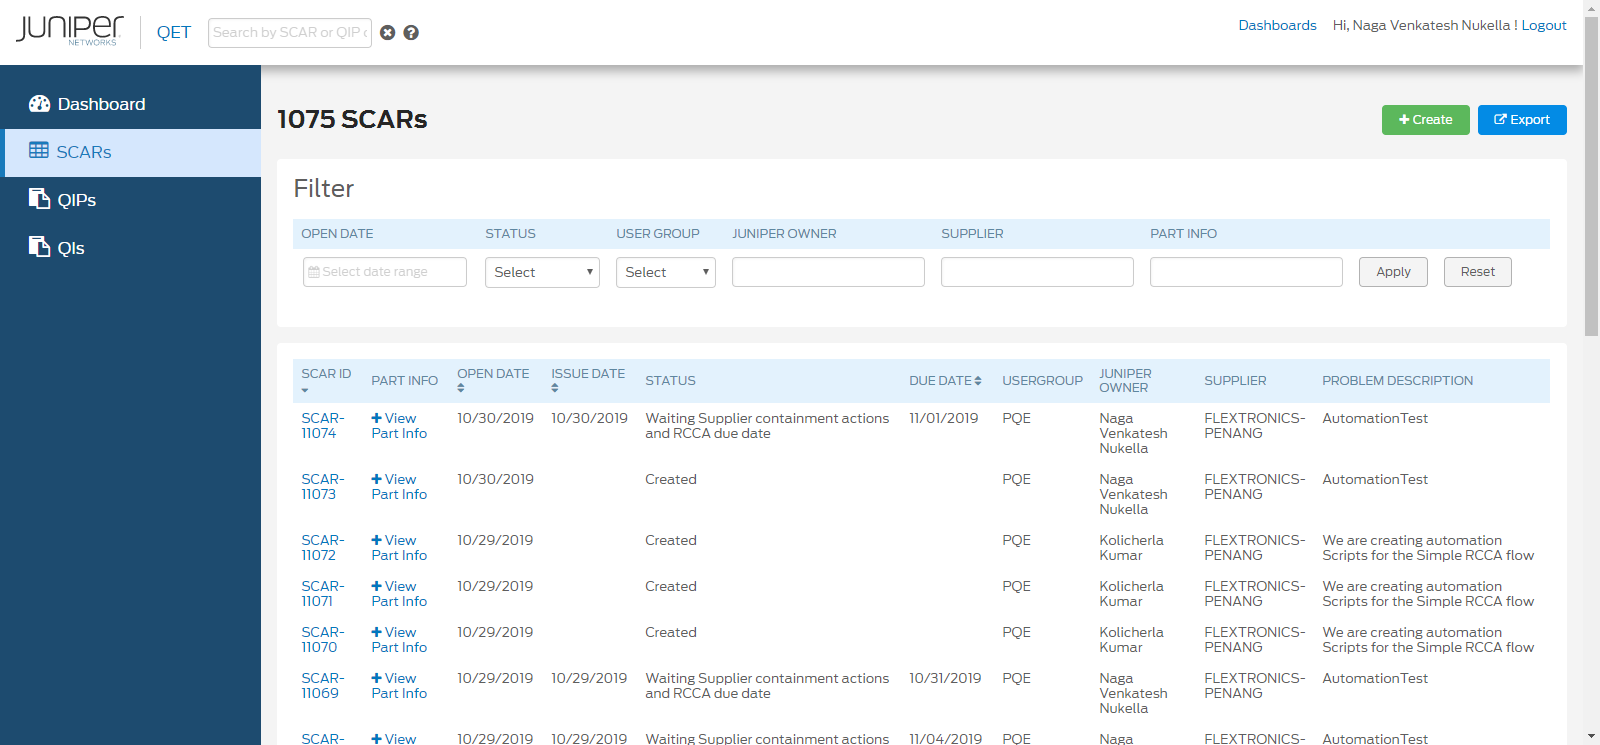 JUNIPer
NETWORKS
QET
Search by SCAR or QIP
Dashboards
Hi, Naga Venkatesh Nukella ! Logout
Dashboard
SCARs
QIPs
QIs
1075 SCARs
Create
Export
Filter
OPEN DATE STATUS USER GROUP JUNIPER OWNER SUPPLIER PART INFO
Select date range Select Select Apply Reset
SCAR ID PART INFO OPEN DATE ISSUE DATE STATUS DUE DATE USERGROUP JUNIPER OWNER SUPPLIER PROBLEM DESCRIPTION
SCAR- View 10/30/2019 10/30/2019 Waiting Supplier containment actions 11/01/2019 PQE Naga FLEXTRONICS- AutomationTest
11074 Part Info and RCCA due date Venkatesh PENANG
Nukella
SCAR- View 10/30/2019 Created PQE Naga FLEXTRONICS- AutomationTest
11073 Part Info Venkatesh PENANG
Nukella
SCAR- View 10/29/2019 Created PQE Kolicherla FLEXTRONICS- We are creating automation
11072 Part Info Kumar PENANG Scripts for the Simple RCCA flow
SCAR- View 10/29/2019 Created PQE Kolicherla FLEXTRONICS- We are creating automation
11071 Part Info Kumar PENANG Scripts for the Simple RCCA flow
SCAR- View 10/29/2019 Created PQE Kolicherla FLEXTRONICS- We are creating automation
11070 Part Info Kumar PENANG Scripts for the Simple RCCA flow
SCAR- View 10/29/2019 10/29/2019 Waiting Supplier containment actions 10/31/2019 PQE Naga FLEXTRONICS- AutomationTest
11069 Part Info and RCCA due date Venkatesh PENANG
Nukella
SCAR- View 10/29/2019 10/29/2019 Waiting Supplier containment actions 11/04/2019 PQE Naga FLEXTRONICS- AutomationTest